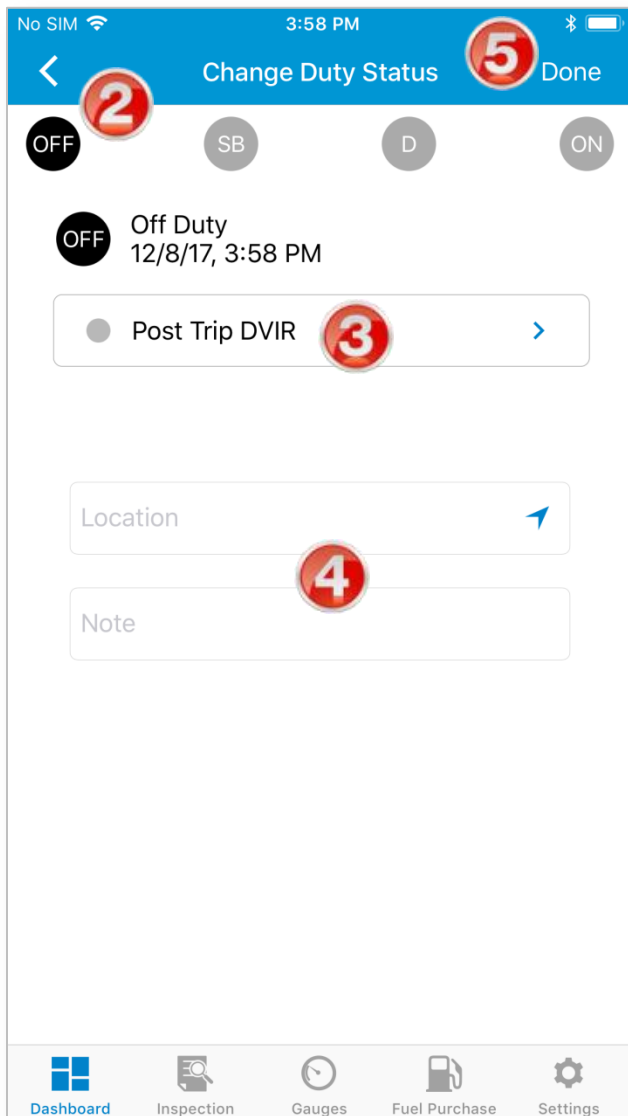 No SIM 3:58 PM
Change Duty Status 5 Done
2
OFF SB D ON
OFF Off Duty
12/8/17, 3:58 PM
Post Trip DVIR 3
Location
4
Note
Dashboard Inspection Gauges Fuel Purchase Settings